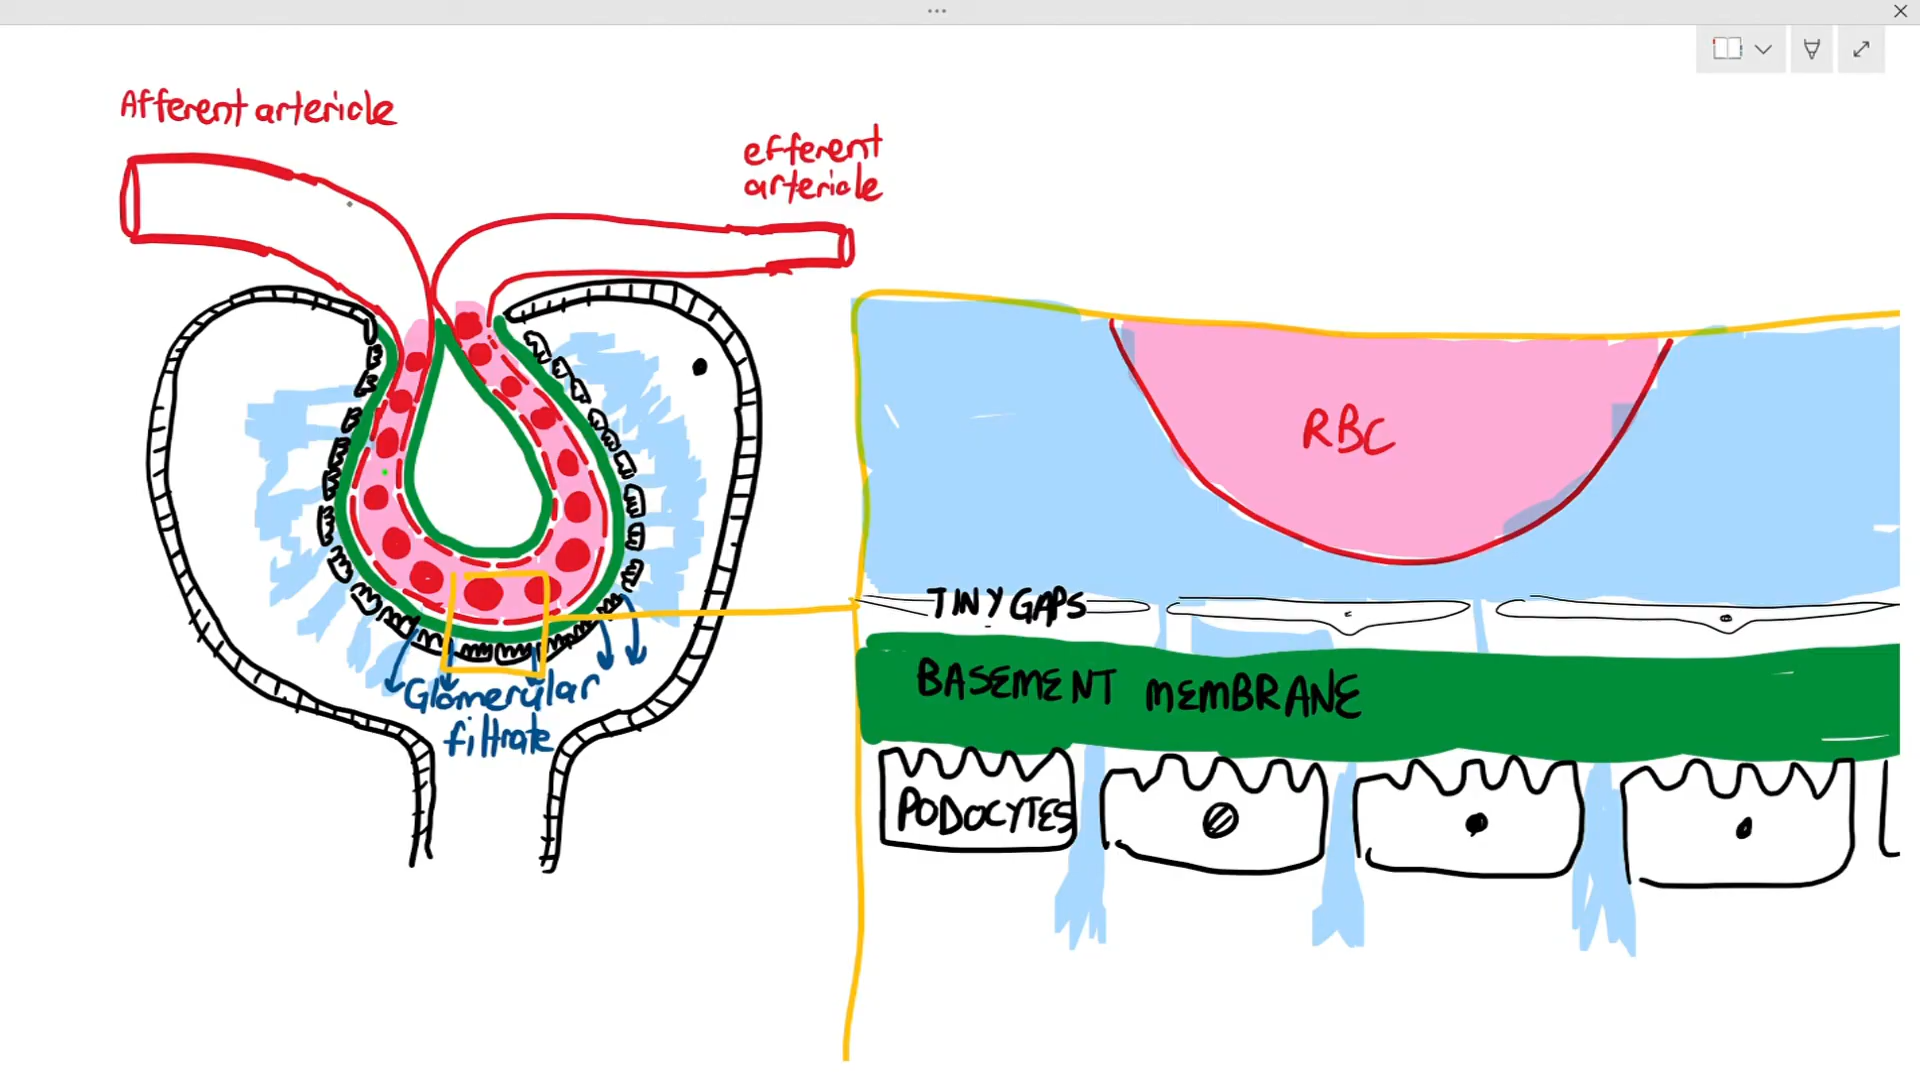 Afferent arteriole
efferent
arteriole
RBC
TINY GAPS
BASEMENT MEMBRANE
PODOCYTES
Glomerular
filtrate